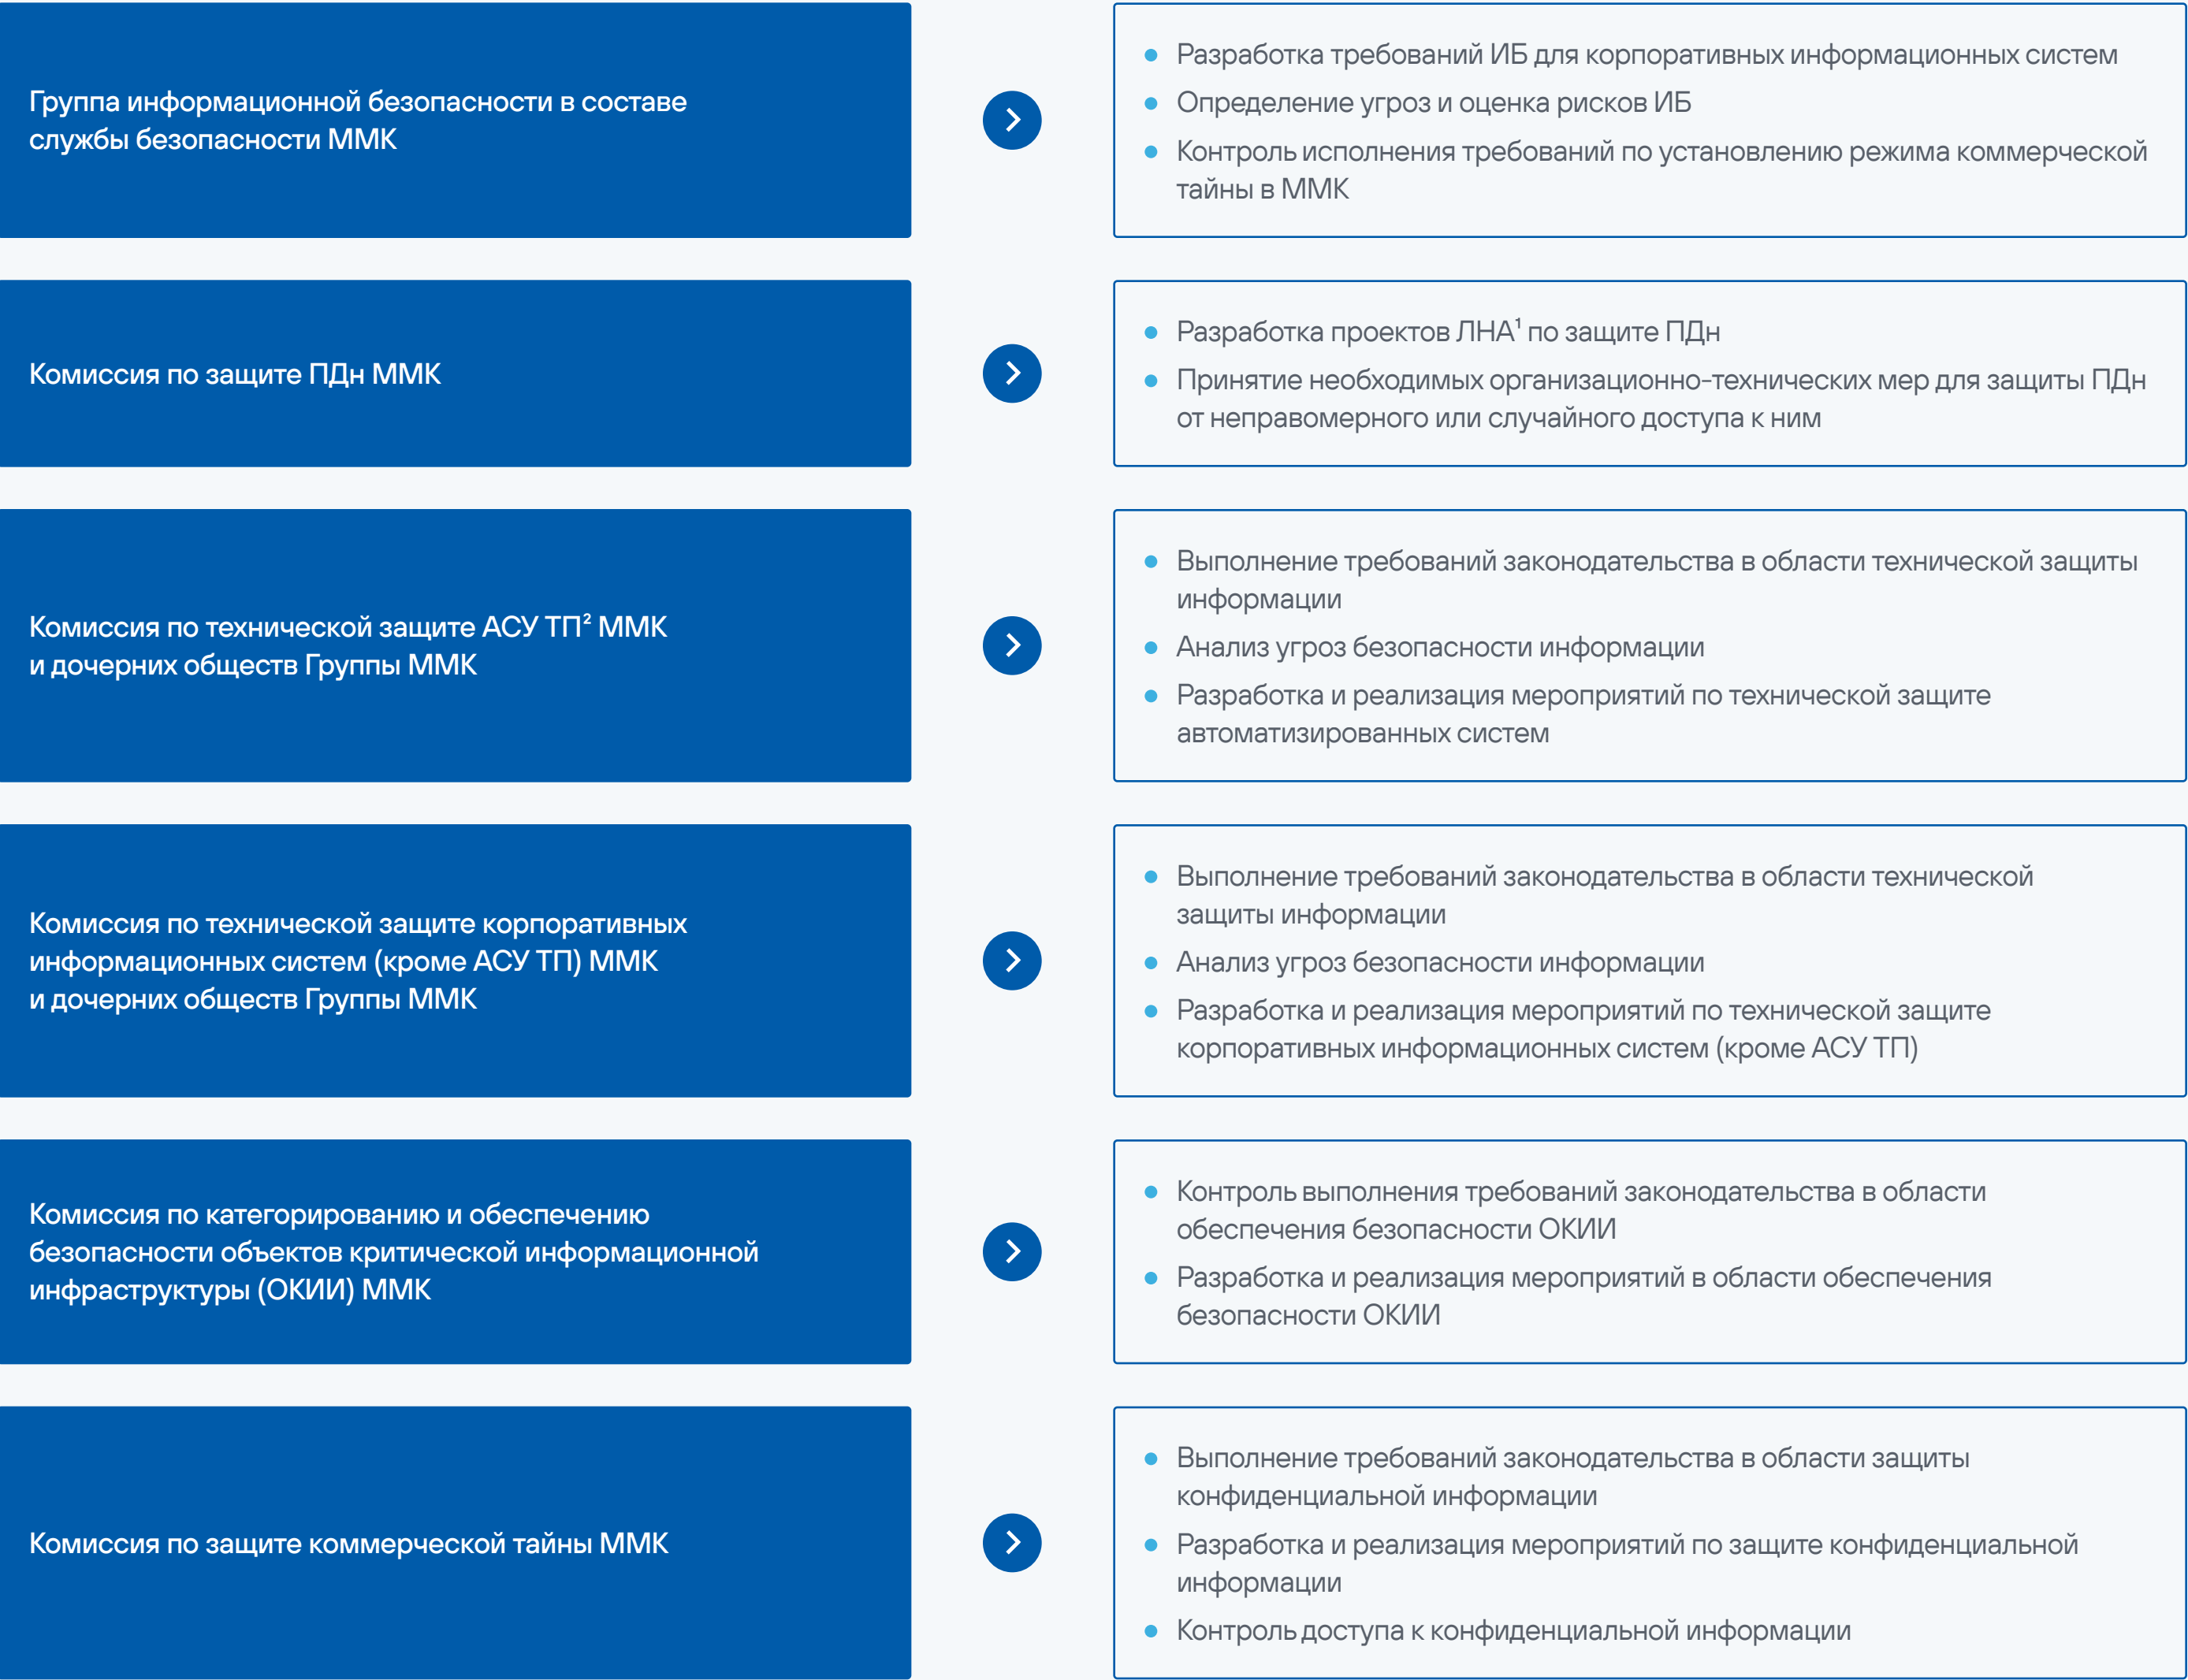 Группа информационной безопасности в составе
службы безопасности ММК
Разработка требований ИБ для корпоративных информационных систем
Определение угроз и оценка рисков ИБ
Контроль исполнения требований по установлению режима коммерческой
тайны в ММК
Комиссия по защите ПДн ММК
Разработка проектов ЛНА¹ по защите ПДн
Принятие необходимых организационно-технических мер для защиты ПДн
от неправомерного или случайного доступа к ним
Комиссия по технической защите АСУ ТП² ММК
и дочерних обществ Группы ММК
Выполнение требований законодательства в области технической защиты
информации
Анализ угроз безопасности информации
Разработка и реализация мероприятий по технической защите
автоматизированных систем
Комиссия по технической защите корпоративных
информационных систем (кроме АСУ ТП) ММК
и дочерних обществ Группы ММК
Выполнение требований законодательства в области технической
защиты информации
Анализ угроз безопасности информации
Разработка и реализация мероприятий по технической защите
корпоративных информационных систем (кроме АСУ ТП)
Комиссия по категорированию и обеспечению
безопасности объектов критической информационной
инфраструктуры (ОКИИ) ММК
Контроль выполнения требований законодательства в области
обеспечения безопасности ОКИИ
Разработка и реализация мероприятий в области обеспечения
безопасности ОКИИ
Комиссия по защите коммерческой тайны ММК
Выполнение требований законодательства в области защиты
конфиденциальной информации
Разработка и реализация мероприятий по защите конфиденциальной
информации
Контроль доступа к конфиденциальной информации